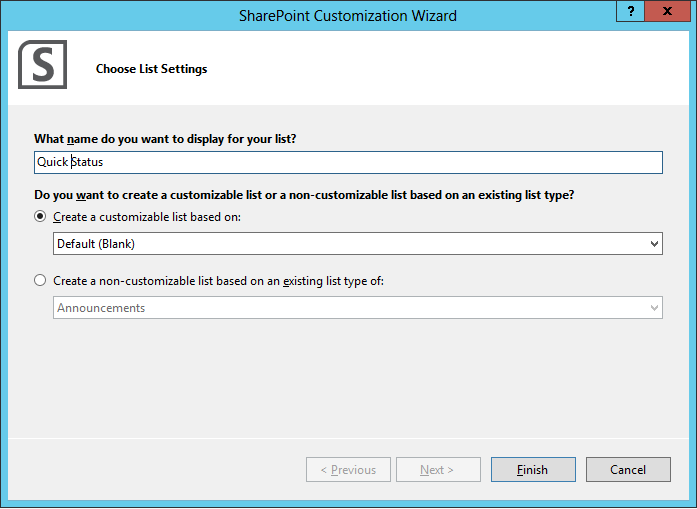 SharePoint Customization Wizard
? x
S
Choose List Settings
What name do you want to display for your list?
Quick Status
Do you want to create a customizable list or a non-customizable list based on an existing list type?
Create a customizable list based on:
Default (Blank)
Create a non-customizable list based on an existing list type of:
Announcements
< Previous Next > Finish Cancel